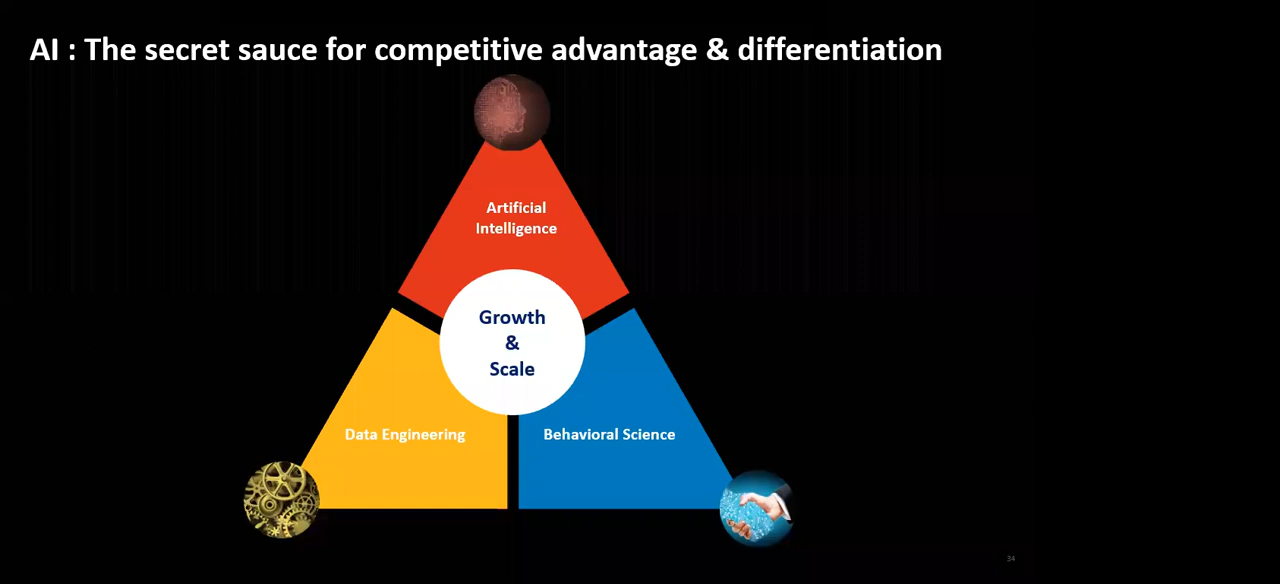 AI : The secret sauce for competitive advantage & differentiation
Artificial
Intelligence
Growth
&
Scale
Data Engineering
Behavioral Science
34